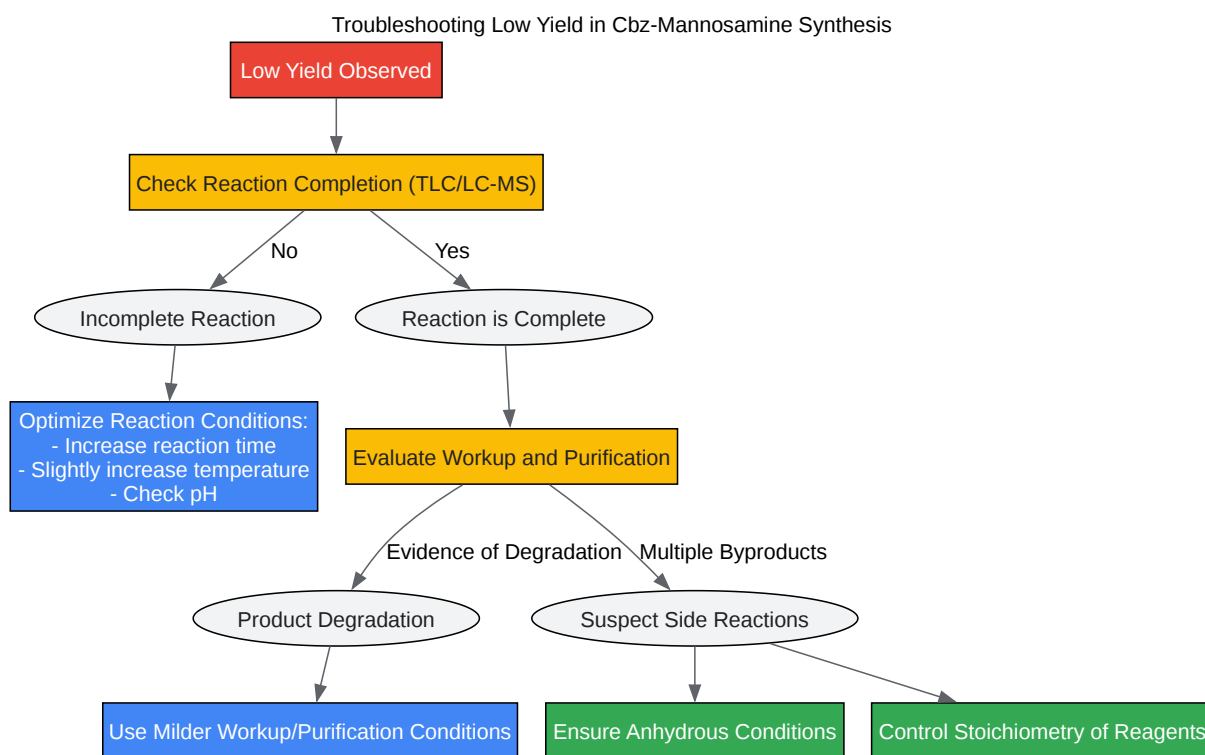 Troubleshooting Low Yield in Cbz-Mannosamine Synthesis
Low Yield Observed
Check Reaction Completion (TLC/LC-MS)
No
Yes
Incomplete Reaction
Reaction is Complete
Optimize Reaction Conditions:
- Increase reaction time
- Slightly increase temperature
- Check pH
Evaluate Workup and Purification
Evidence of Degradation
Multiple Byproducts
Product Degradation
Suspect Side Reactions
Use Milder Workup/Purification Conditions
Ensure Anhydrous Conditions
Control Stoichiometry of Reagents